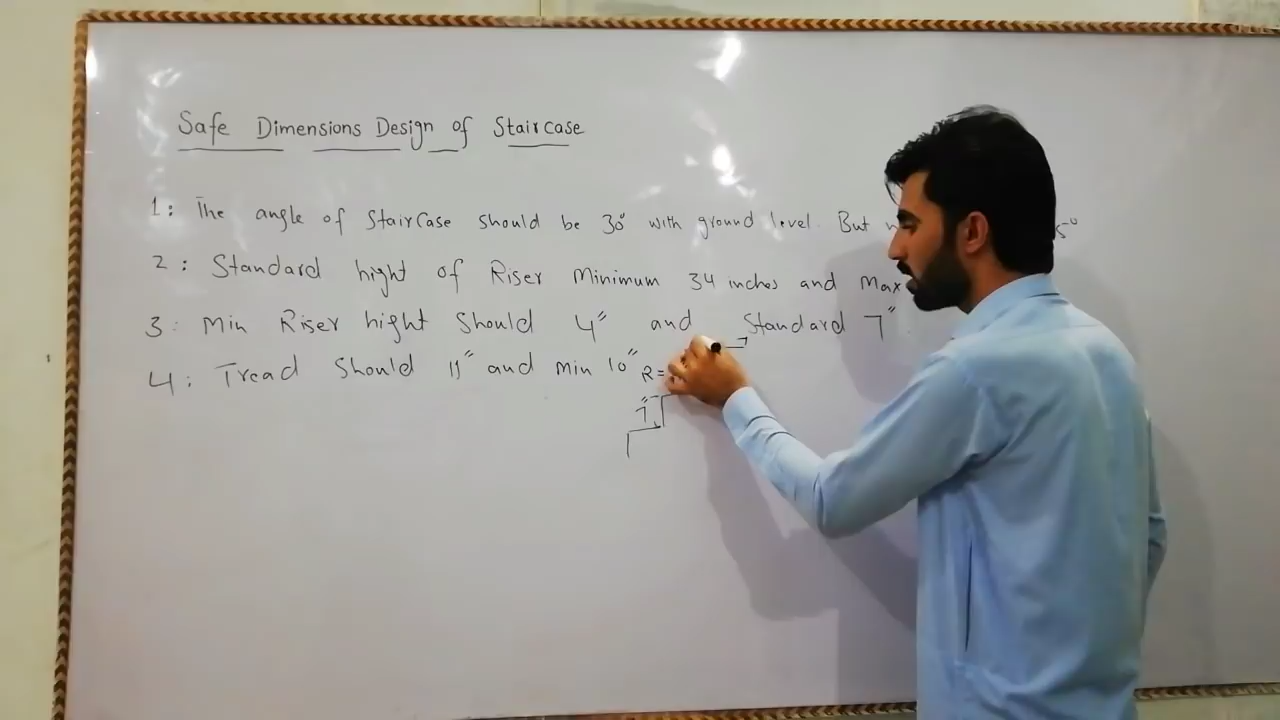 Safe Dimensions Design of StairCase
1: The angle of StairCase should be 30° with ground level. But
2: Standard hight of Riser Minimum 34 inches and Max
3: Min Riser hight Should 4" and Standard 7"
4: Tread Should 11" and min 10"
R=
7"